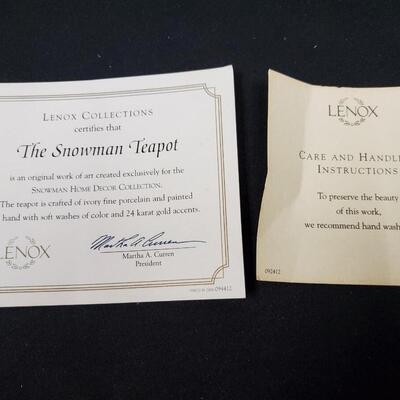 LENOX COLLECTIONS
certifies that
The Snowman Teapot
is an original work of art created exclusively for the
SNOWMAN HOME DECOR COLLECTION.
The teapot is crafted of ivory fine porcelain and painted
hand with soft washes of color and 24 karat gold accents.
LENOX
Martha A. Curren
Martha A. Curren
President
094412
LENOX
CARE AND HANDL
INSTRUCTIONS
To preserve the beauty
of this work,
we recommend hand wash
092412